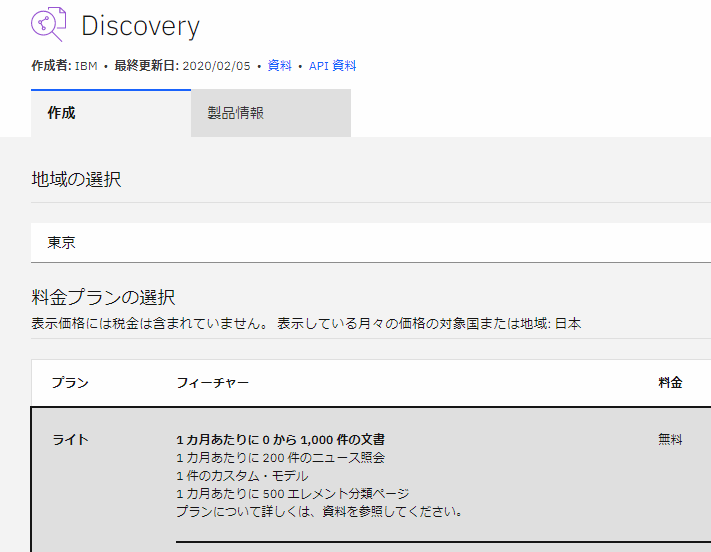 Discovery
作成者: IBM • 最終更新日: 2020/02/05 • 資料 • API 資料
作成 製品情報
地域の選択
東京
料金プランの選択
表示価格には税金は含まれていません。 表示している月々の価格の対象国または地域: 日本
プラン フィーチャー 料金
ライト 1 カ月あたりに 0 から 1,000 件の文書 無料
1 カ月あたりに 200 件のニュース照会
1 件のカスタム・モデル
1 カ月あたりに 500 エレメント分類ページ
プランについて詳しくは、資料を参照してください。